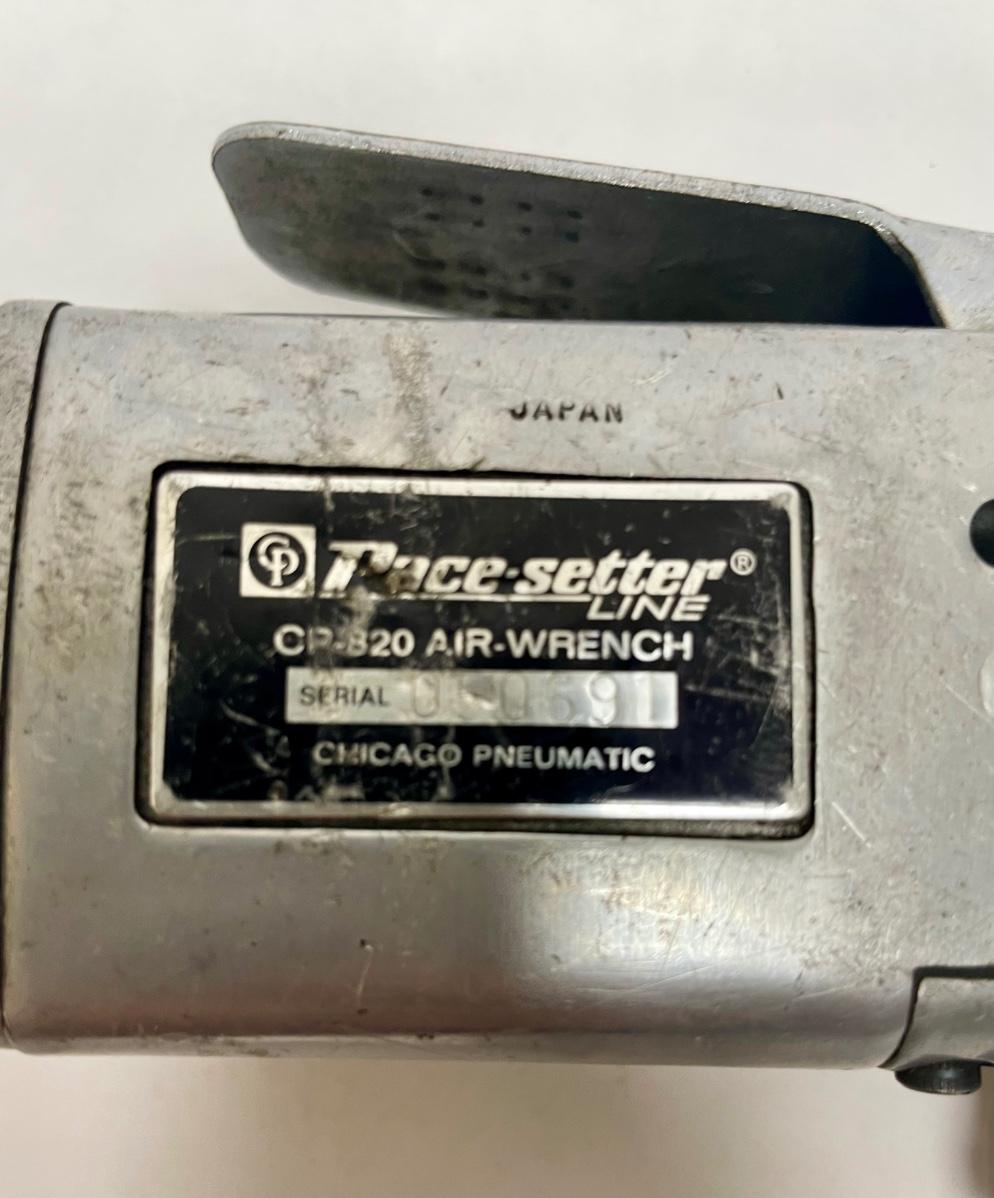 JAPAN
CP Pace-setter®
LINE
CP-820 AIR-WRENCH
SERIAL
CHICAGO PNEUMATIC